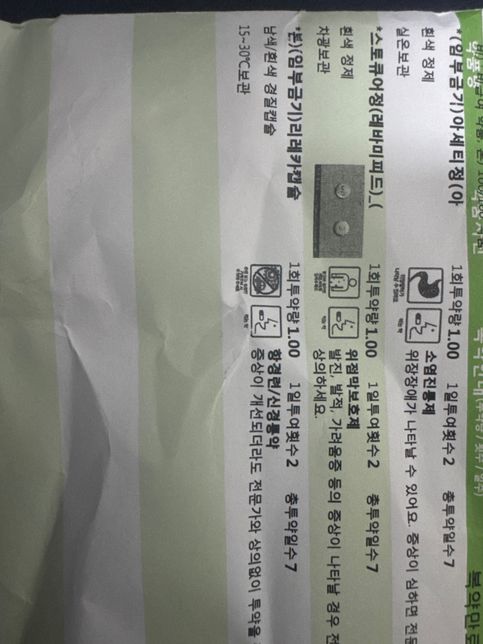 약품명
*(임부금기)아세티정(아
흰색 정제
실온보관
1회투약량 1.00 1일투여횟수 2 총투약일수 7
소염진통제
위장장애가 나타날 수 있어요. 증상이 심하면 전문
*스토큐어정(레바미피드)_(
흰색 정제
차광보관
1회투약량 1.00 1일투여횟수 2 총투약일수 7
위점막보호제
발진, 발적, 가려움증 등의 증상이 나타날 경우 전
상의하세요.
*본)(임부금기)리레카캡슐
남색/흰색 경질캡슐
15~30℃보관
1회투약량 1.00 1일투여횟수 2 총투약일수 7
항경련/신경통약
증상이 개선되더라도 전문가와 상의없이 투약을